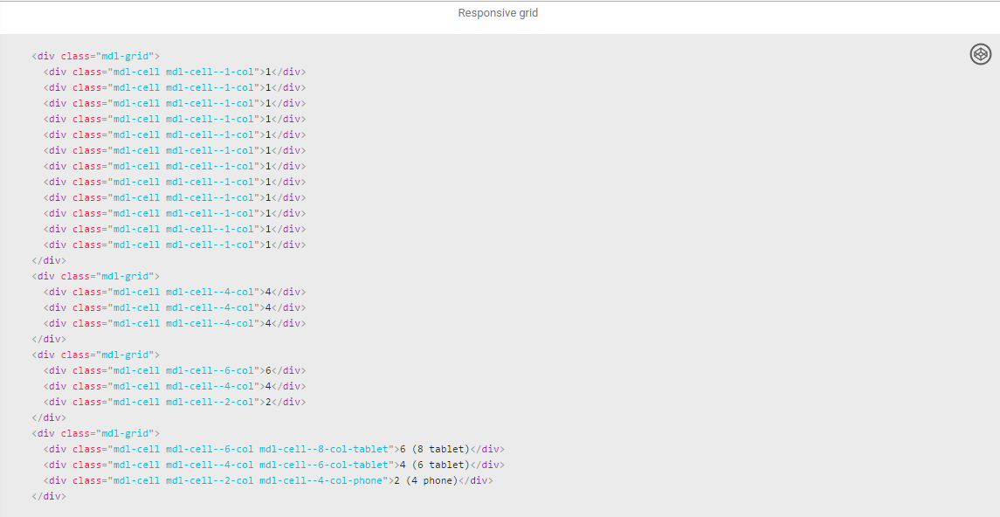 Responsive grid
<div class="mdl-grid">
  <div class="mdl-cell mdl-cell--1-col">1</div>
  <div class="mdl-cell mdl-cell--1-col">1</div>
  <div class="mdl-cell mdl-cell--1-col">1</div>
  <div class="mdl-cell mdl-cell--1-col">1</div>
  <div class="mdl-cell mdl-cell--1-col">1</div>
  <div class="mdl-cell mdl-cell--1-col">1</div>
  <div class="mdl-cell mdl-cell--1-col">1</div>
  <div class="mdl-cell mdl-cell--1-col">1</div>
  <div class="mdl-cell mdl-cell--1-col">1</div>
  <div class="mdl-cell mdl-cell--1-col">1</div>
  <div class="mdl-cell mdl-cell--1-col">1</div>
  <div class="mdl-cell mdl-cell--1-col">1</div>
</div>
<div class="mdl-grid">
  <div class="mdl-cell mdl-cell--4-col">4</div>
  <div class="mdl-cell mdl-cell--4-col">4</div>
  <div class="mdl-cell mdl-cell--4-col">4</div>
</div>
<div class="mdl-grid">
  <div class="mdl-cell mdl-cell--6-col">6</div>
  <div class="mdl-cell mdl-cell--4-col">4</div>
  <div class="mdl-cell mdl-cell--2-col">2</div>
</div>
<div class="mdl-grid">
  <div class="mdl-cell mdl-cell--6-col mdl-cell--8-col-tablet">6 (8 tablet)</div>
  <div class="mdl-cell mdl-cell--4-col mdl-cell--6-col-tablet">4 (6 tablet)</div>
  <div class="mdl-cell mdl-cell--2-col mdl-cell--4-col-phone">2 (4 phone)</div>
</div>